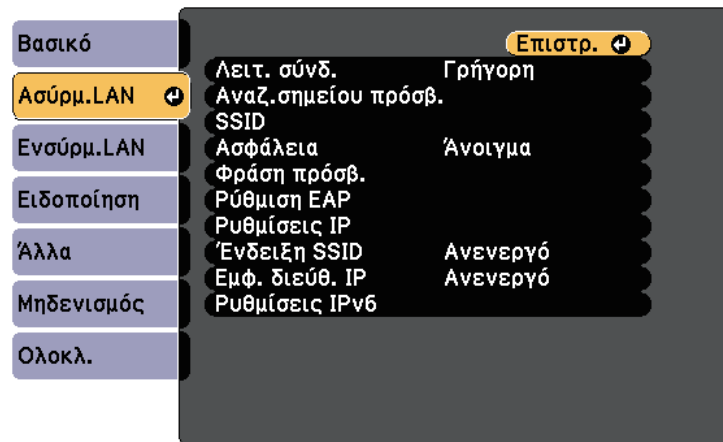 Βασικό
Ασύρμ.LAN
Ενσύρμ.LAN
Ειδοποίηση
Άλλα
Μηδενισμός
Ολοκλ.
Επιστρ.
Λειτ. σύνδ. Γρήγορη
Αναζ.σημείου πρόσβ.
SSID
Ασφάλεια Άνοιγμα
Φράση πρόσβ.
Ρύθμιση EAP
Ρυθμίσεις IP
Ένδειξη SSID Ανενεργό
Εμφ. διεύθ. IP Ανενεργό
Ρυθμίσεις IPv6